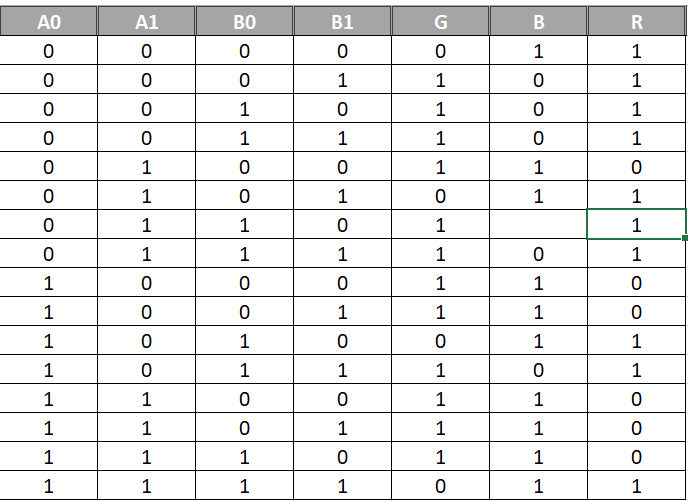 A0 A1 B0 B1 G B R
0 0 0 0 0 1 1
0 0 0 1 1 0 1
0 0 1 0 1 0 1
0 0 1 1 1 0 1
0 1 0 0 1 1 0
0 1 0 1 0 1 1
0 1 1 0 1 1
0 1 1 1 1 0 1
1 0 0 0 1 1 0
1 0 0 1 1 1 0
1 0 1 0 0 1 1
1 0 1 1 1 0 1
1 1 0 0 1 1 0
1 1 0 1 1 1 0
1 1 1 0 1 1 0
1 1 1 1 0 1 1